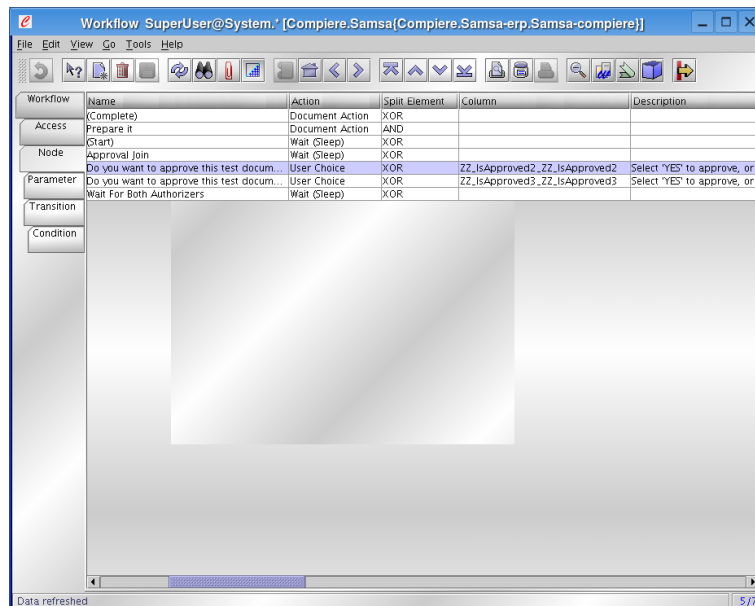 Workflow SuperUser@System.* [Compiere.Samsa{Compiere.Samsa-erp.Samsa-compiere}]
File Edit View Go Tools Help
Workflow
Access
Node
Parameter
Transition
Condition
Name Action Split Element Column Description
(Complete) Document Action XOR
Prepare it Document Action AND
(Start) Wait (Sleep) XOR
Approval Join Wait (Sleep) XOR
Do you want to approve this test docum... User Choice XOR ZZ_IsApproved2_ZZ_IsApproved2 Select 'YES' to approve, or
Do you want to approve this test docum... User Choice XOR ZZ_IsApproved3_ZZ_IsApproved3 Select 'YES' to approve, or
Wait For Both Authorizers Wait (Sleep) XOR
Data refreshed 5/7